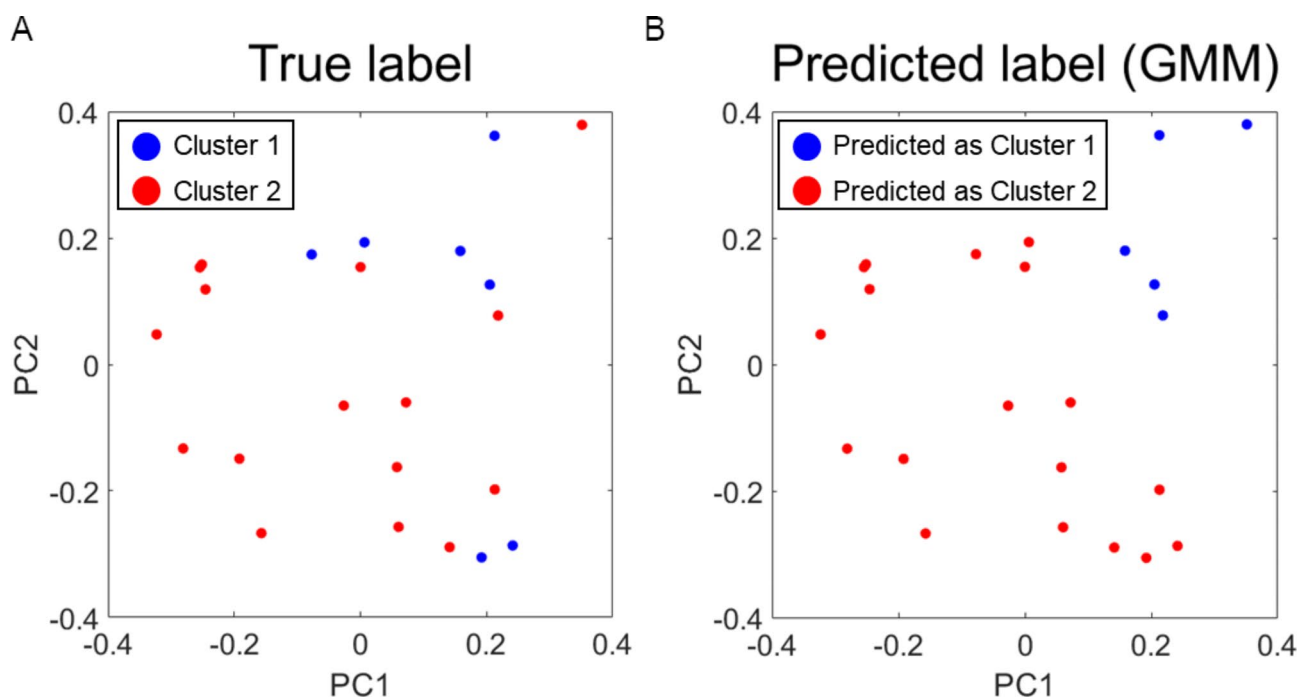 A
True label
Cluster 1
Cluster 2
0.4
0.2
0
-0.2
-0.4
PC2
-0.4
-0.2
0
0.2
0.4
PC1
B
Predicted label (GMM)
Predicted as Cluster 1
Predicted as Cluster 2
0.4
0.2
0
-0.2
-0.4
PC2
-0.4
-0.2
0
0.2
0.4
PC1